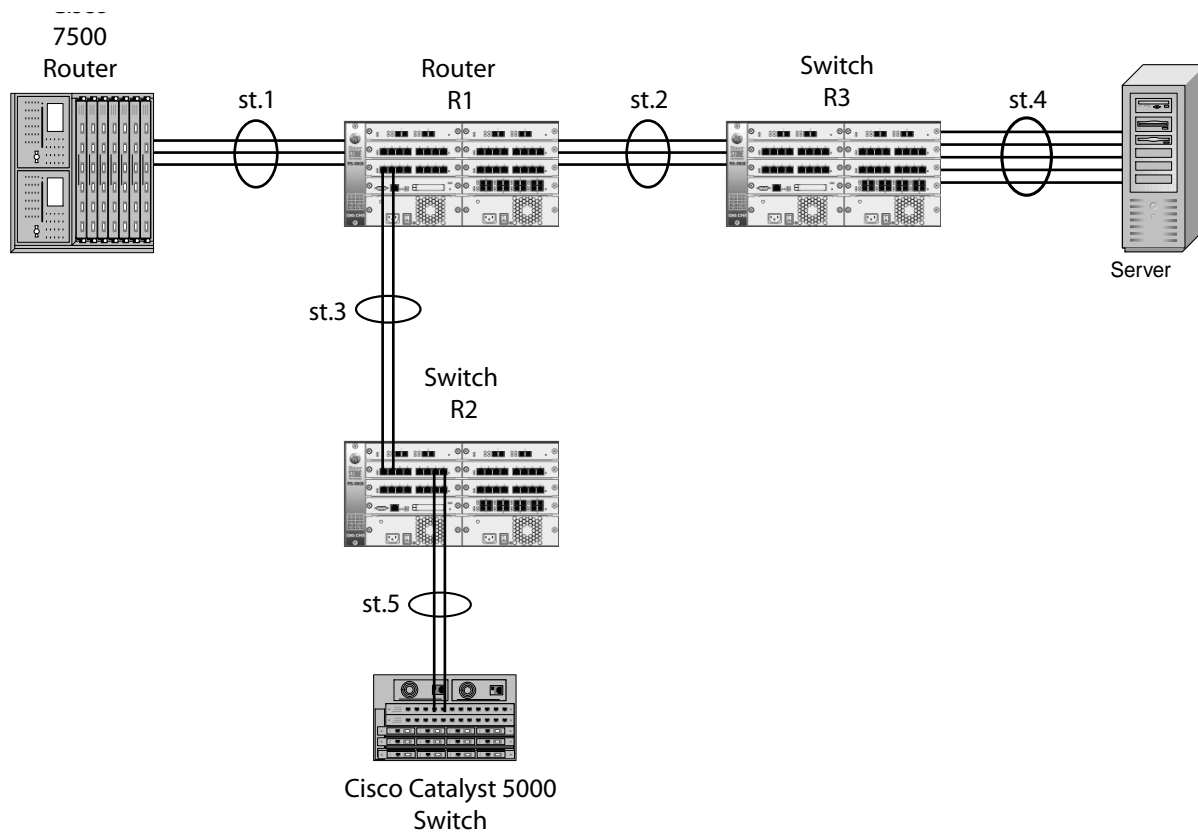 7500
Router
st.1
Router
R1
st.2
Switch
R3
st.4
Server
st.3
Switch
R2
st.5
Cisco Catalyst 5000
Switch